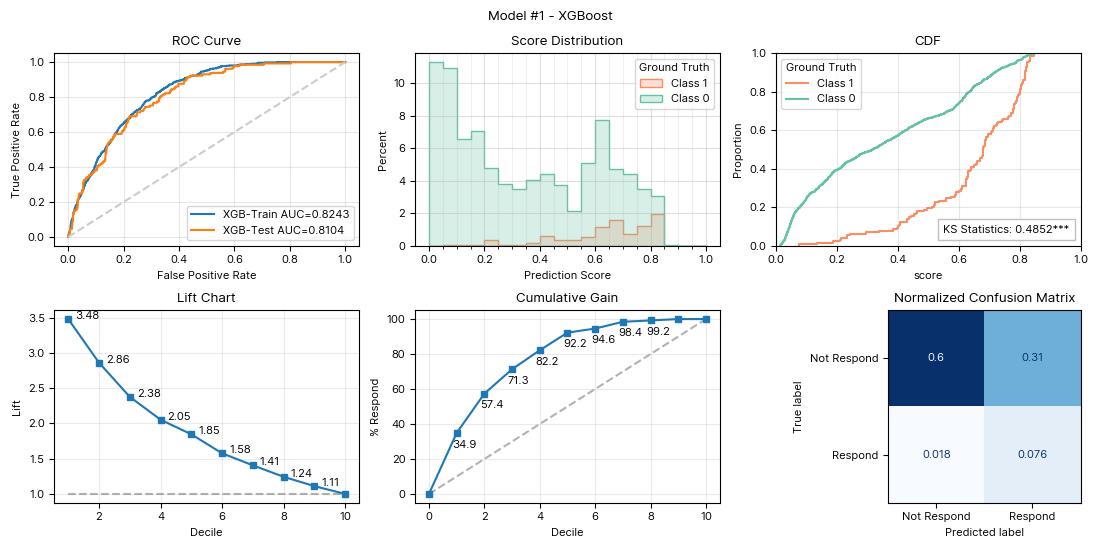 Model #1 - XGBoost
ROC Curve
True Positive Rate
1.0
0.8
0.6
0.4
0.2
0.0
XGB-Train AUC=0.8243
XGB-Test AUC=0.8104
0.0 0.2 0.4 0.6 0.8 1.0
False Positive Rate
Score Distribution
Percent
10
8
6
4
2
0
Ground Truth
Class 1
Class 0
0.0 0.2 0.4 0.6 0.8 1.0
Prediction Score
CDF
Proportion
1.0
0.8
0.6
0.4
0.2
0.0
Ground Truth
Class 1
Class 0
KS Statistics: 0.4852***
0.0 0.2 0.4 0.6 0.8 1.0
score
Lift Chart
Lift
3.5
3.0
2.5
2.0
1.5
1.0
3.48
2.86
2.38
2.05
1.85
1.58
1.41
1.24
1.11
2 4 6 8 10
Decile
Cumulative Gain
% Respond
100
80
60
40
20
0
34.9
57.4
71.3
82.2
92.2
94.6
98.4
99.2
0 2 4 6 8 10
Decile
Normalized Confusion Matrix
True label
Not Respond
0.6 0.31
Respond
0.018 0.076
Not Respond Respond
Predicted label